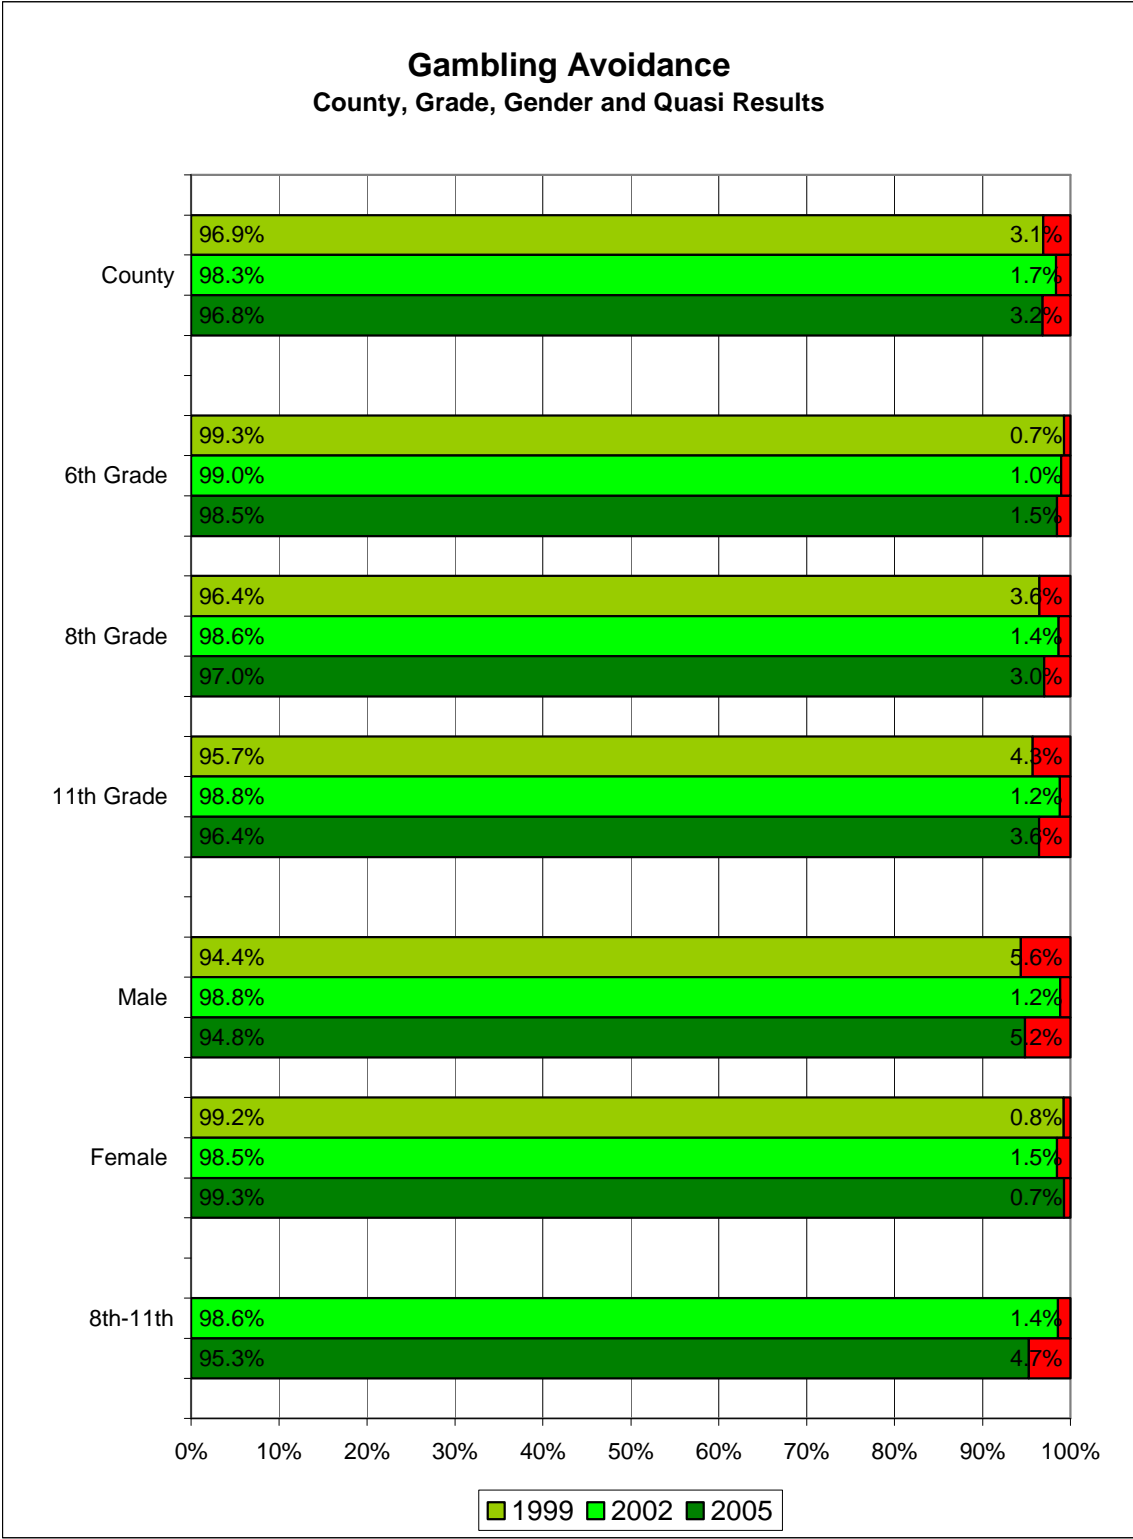 Gambling Avoidance
County, Grade, Gender and Quasi Results
96.9% 3.1%
County 98.3% 1.7%
96.8% 3.2%
99.3% 0.7%
6th Grade 99.0% 1.0%
98.5% 1.5%
96.4% 3.6%
8th Grade 98.6% 1.4%
97.0% 3.0%
95.7% 4.3%
11th Grade 98.8% 1.2%
96.4% 3.6%
94.4% 5.6%
Male 98.8% 1.2%
94.8% 5.2%
99.2% 0.8%
Female 98.5% 1.5%
99.3% 0.7%
8th-11th 98.6% 1.4%
95.3% 4.7%
0% 10% 20% 30% 40% 50% 60% 70% 80% 90% 100%
1999 2002 2005